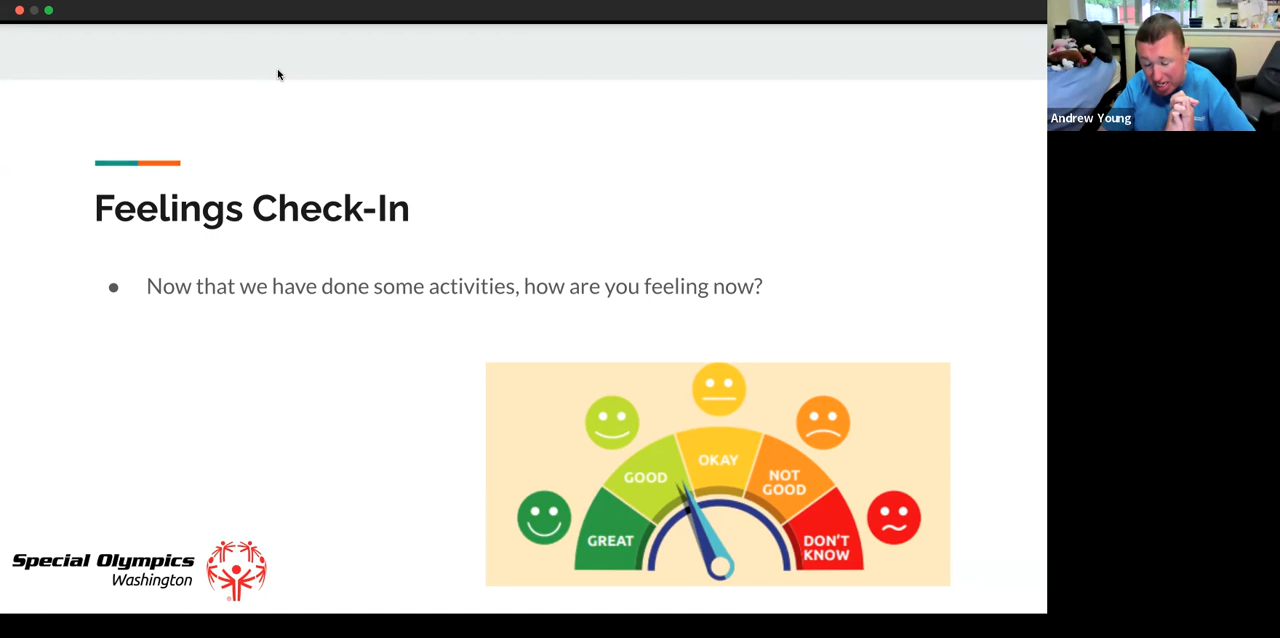 Andrew Young
Feelings Check-In
● Now that we have done some activities, how are you feeling now?
OKAY
GOOD
NOT
GOOD
GREAT
DON'T
KNOW
Special Olympics
Washington